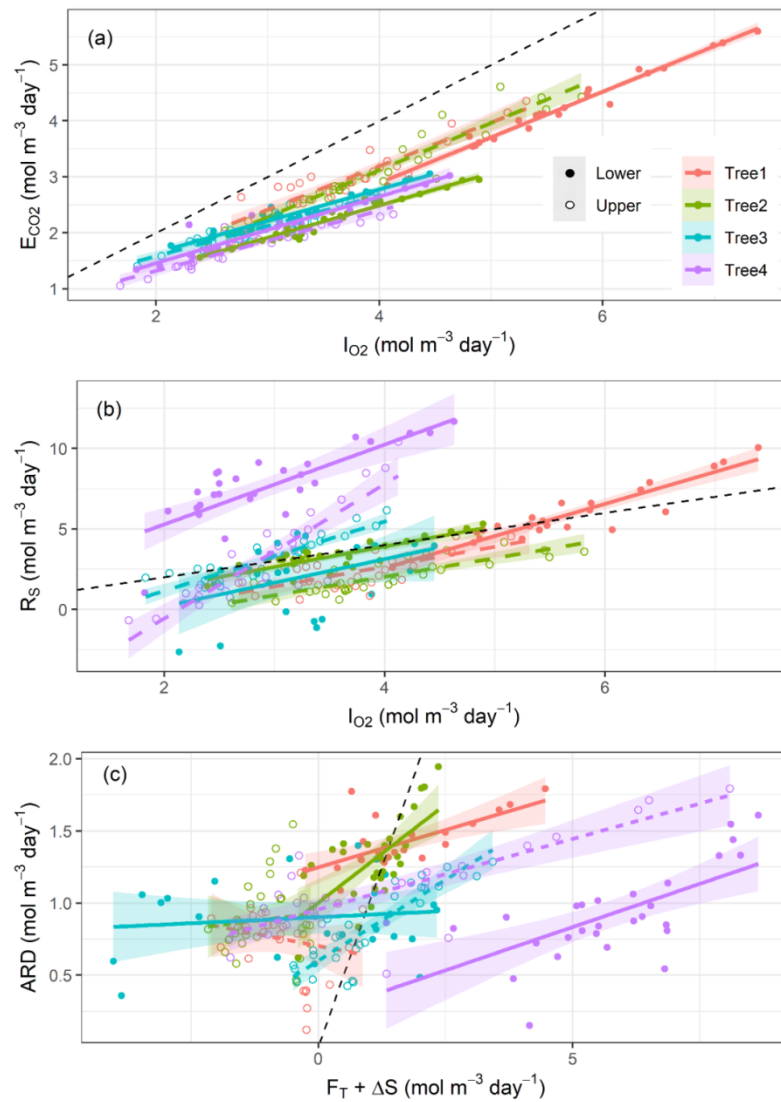 (a)
E_CO2 (mol m⁻³ day⁻¹)
5
4
3
2
1
Lower
Upper
Tree1
Tree2
Tree3
Tree4
2
4
6
I_O2 (mol m⁻³ day⁻¹)
(b)
R_S (mol m⁻³ day⁻¹)
10
5
0
2
4
6
I_O2 (mol m⁻³ day⁻¹)
(c)
ARD (mol m⁻³ day⁻¹)
2.0
1.5
1.0
0.5
0
5
F_T + ΔS (mol m⁻³ day⁻¹)